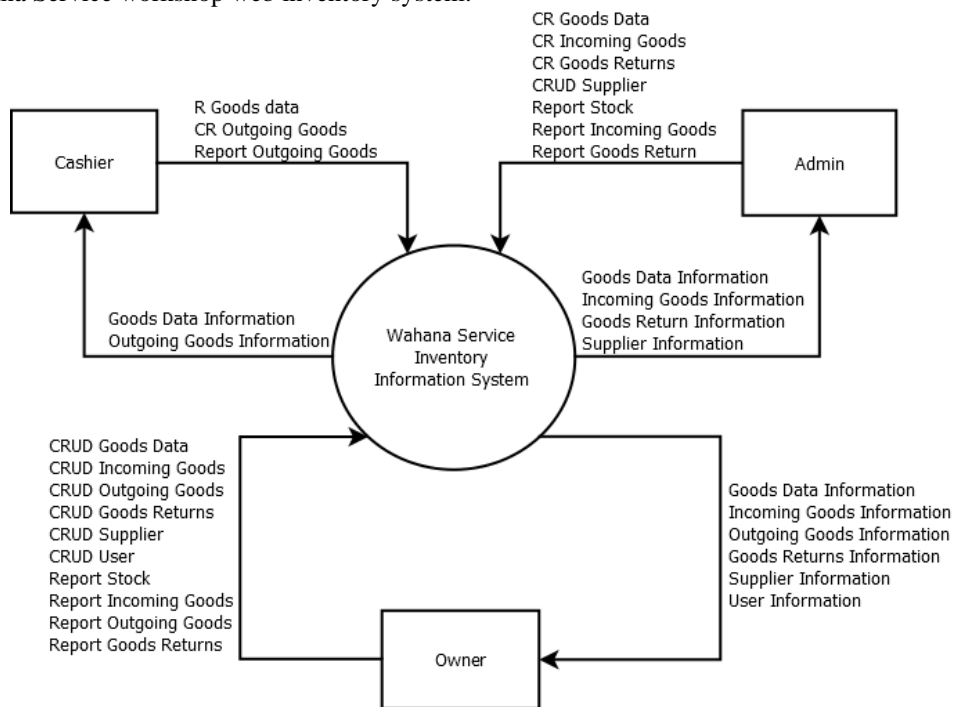 Service workshop web inventory system.
CR Goods Data
CR Incoming Goods
CR Goods Returns
CRUD Supplier
Report Stock
Report Incoming Goods
Report Goods Return
R Goods data
CR Outgoing Goods
Report Outgoing Goods
Cashier
Admin
Goods Data Information
Outgoing Goods Information
Wahana Service
Inventory
Information System
Goods Data Information
Incoming Goods Information
Goods Return Information
Supplier Information
CRUD Goods Data
CRUD Incoming Goods
CRUD Outgoing Goods
CRUD Goods Returns
CRUD Supplier
CRUD User
Report Stock
Report Incoming Goods
Report Outgoing Goods
Report Goods Returns
Goods Data Information
Incoming Goods Information
Outgoing Goods Information
Goods Returns Information
Supplier Information
User Information
Owner